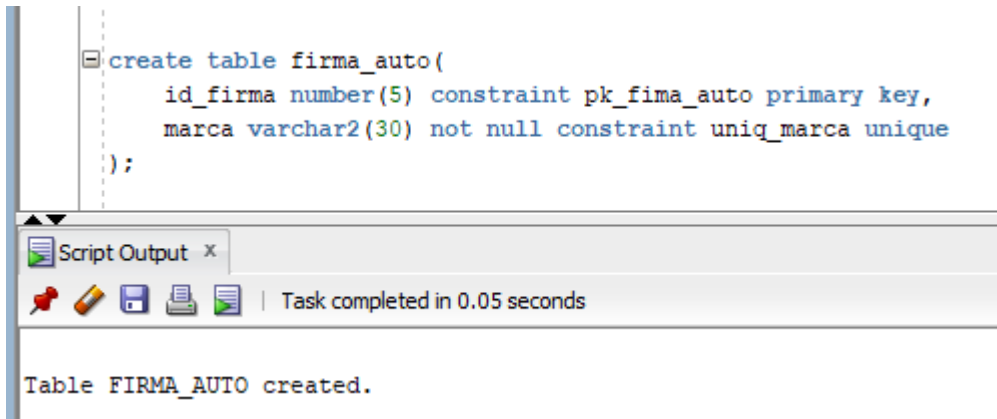 create table firma_auto(
id_firma number(5) constraint pk_fima_auto primary key,
marca varchar2(30) not null constraint uniq_marca unique
);
Script Output x
Task completed in 0.05 seconds
Table FIRMA_AUTO created.